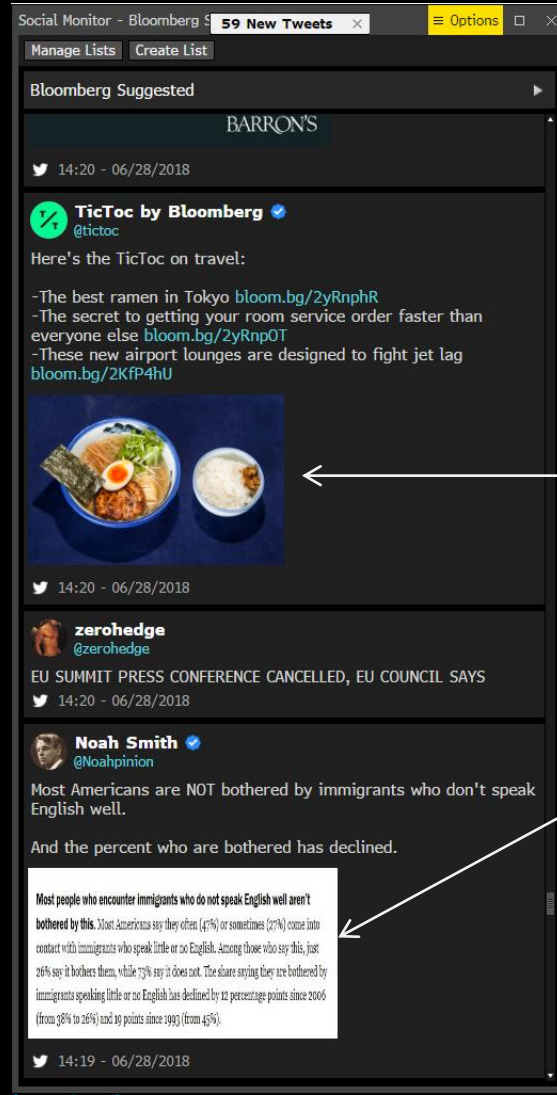 Social Monitor - Bloomberg S
59 New Tweets ×
≡ Options
Manage Lists Create List
Bloomberg Suggested
BARRON'S
14:20 - 06/28/2018
TicToc by Bloomberg
@tictoc
Here's the TicToc on travel:
-The best ramen in Tokyo bloom.bg/2yRnphR
-The secret to getting your room service order faster than
everyone else bloom.bg/2yRnp0T
-These new airport lounges are designed to fight jet lag
bloom.bg/2KfP4hU
14:20 - 06/28/2018
zerohedge
@zerohedge
EU SUMMIT PRESS CONFERENCE CANCELLED, EU COUNCIL SAYS
14:20 - 06/28/2018
Noah Smith
@Noahpinion
Most Americans are NOT bothered by immigrants who don't speak
English well.
And the percent who are bothered has declined.
Most people who encounter immigrants who do not speak English well aren't
bothered by this. Most Americans say they often (47%) or sometimes (27%) come into
contact with immigrants who speak little or no English. Among those who say this, just
26% say it bothers them, while 73% say it does not. The share saying they are bothered by
immigrants speaking little or no English has declined by 12 percentage points since 2006
(from 38% to 26%) and 19 points since 1993 (from 45%).
14:19 - 06/28/2018